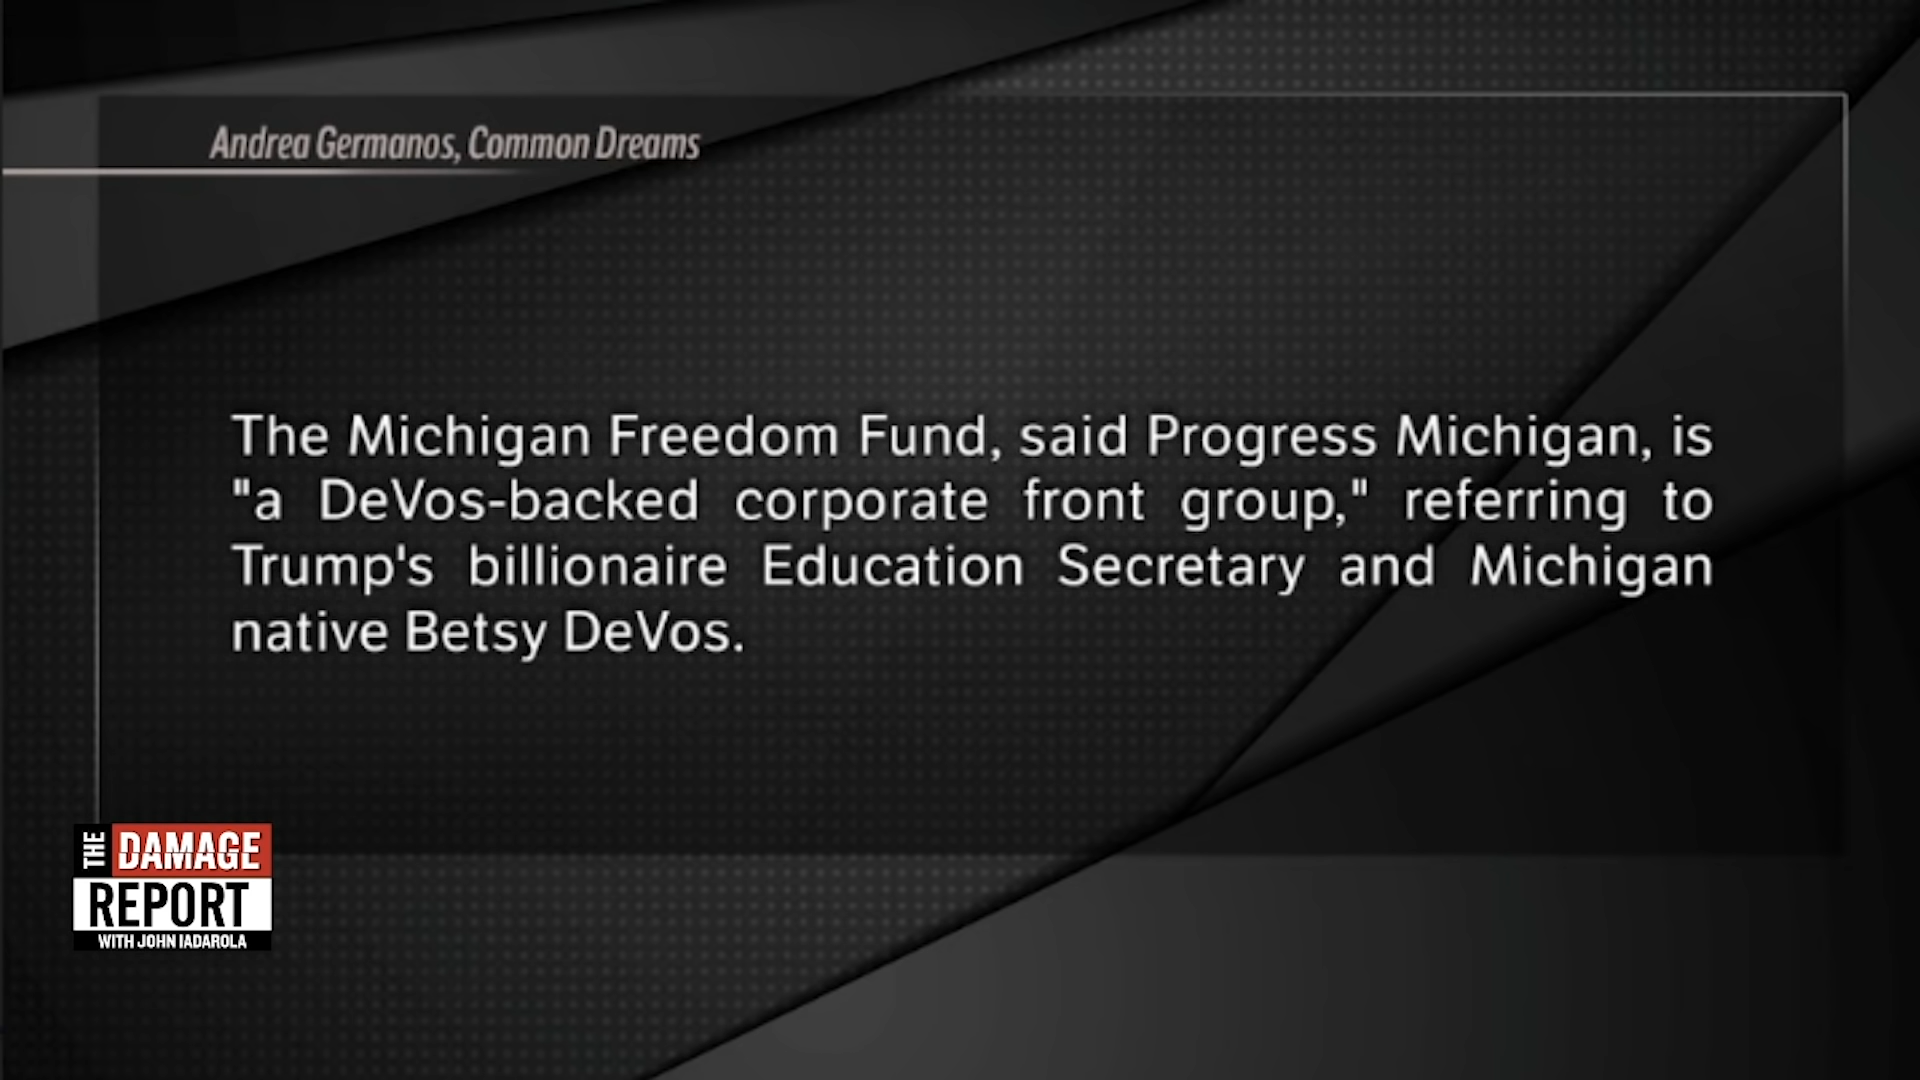 Andrea Germanos, Common Dreams
The Michigan Freedom Fund, said Progress Michigan, is
"a DeVos-backed corporate front group," referring to
Trump's billionaire Education Secretary and Michigan
native Betsy DeVos.
THE DAMAGE
REPORT
WITH JOHN IADAROLA